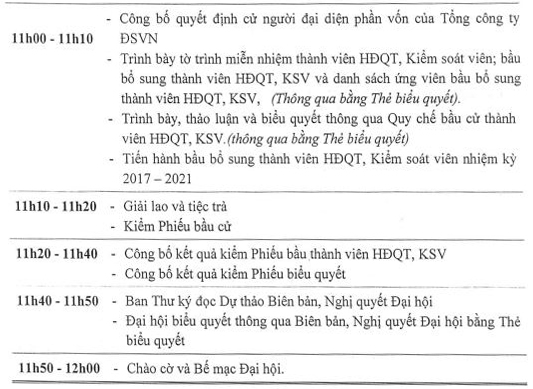 - Công bố quyết định cử người đại diện phần vốn của Tổng công ty
11h00 - 11h10 ĐSVN
- Trình bày tờ trình miễn nhiệm thành viên HĐQT, Kiểm soát viên; bầu
bổ sung thành viên HĐQT, KSV và danh sách ứng viên bầu bổ sung
thành viên HĐQT, KSV, (Thông qua bằng Thẻ biểu quyết).
- Trình bày, thảo luận và biểu quyết thông qua Quy chế bầu cử thành
viên HĐQT, KSV.(thông qua bằng Thẻ biểu quyết)
- Tiến hành bầu bổ sung thành viên HĐQT, Kiểm soát viên nhiệm kỳ
2017 – 2021
11h10 - 11h20 - Giải lao và tiệc trà
- Kiểm Phiếu bầu cử
11h20 - 11h40 - Công bố kết quả kiểm Phiếu bầu thành viên HĐQT, KSV
- Công bố kết quả kiểm Phiếu biểu quyết
11h40 - 11h50 - Ban Thư ký đọc Dự thảo Biên bản, Nghị quyết Đại hội
- Đại hội biểu quyết thông qua Biên bản, Nghị quyết Đại hội bằng Thẻ
biểu quyết
11h50 - 12h00 - Chào cờ và Bế mạc Đại hội.